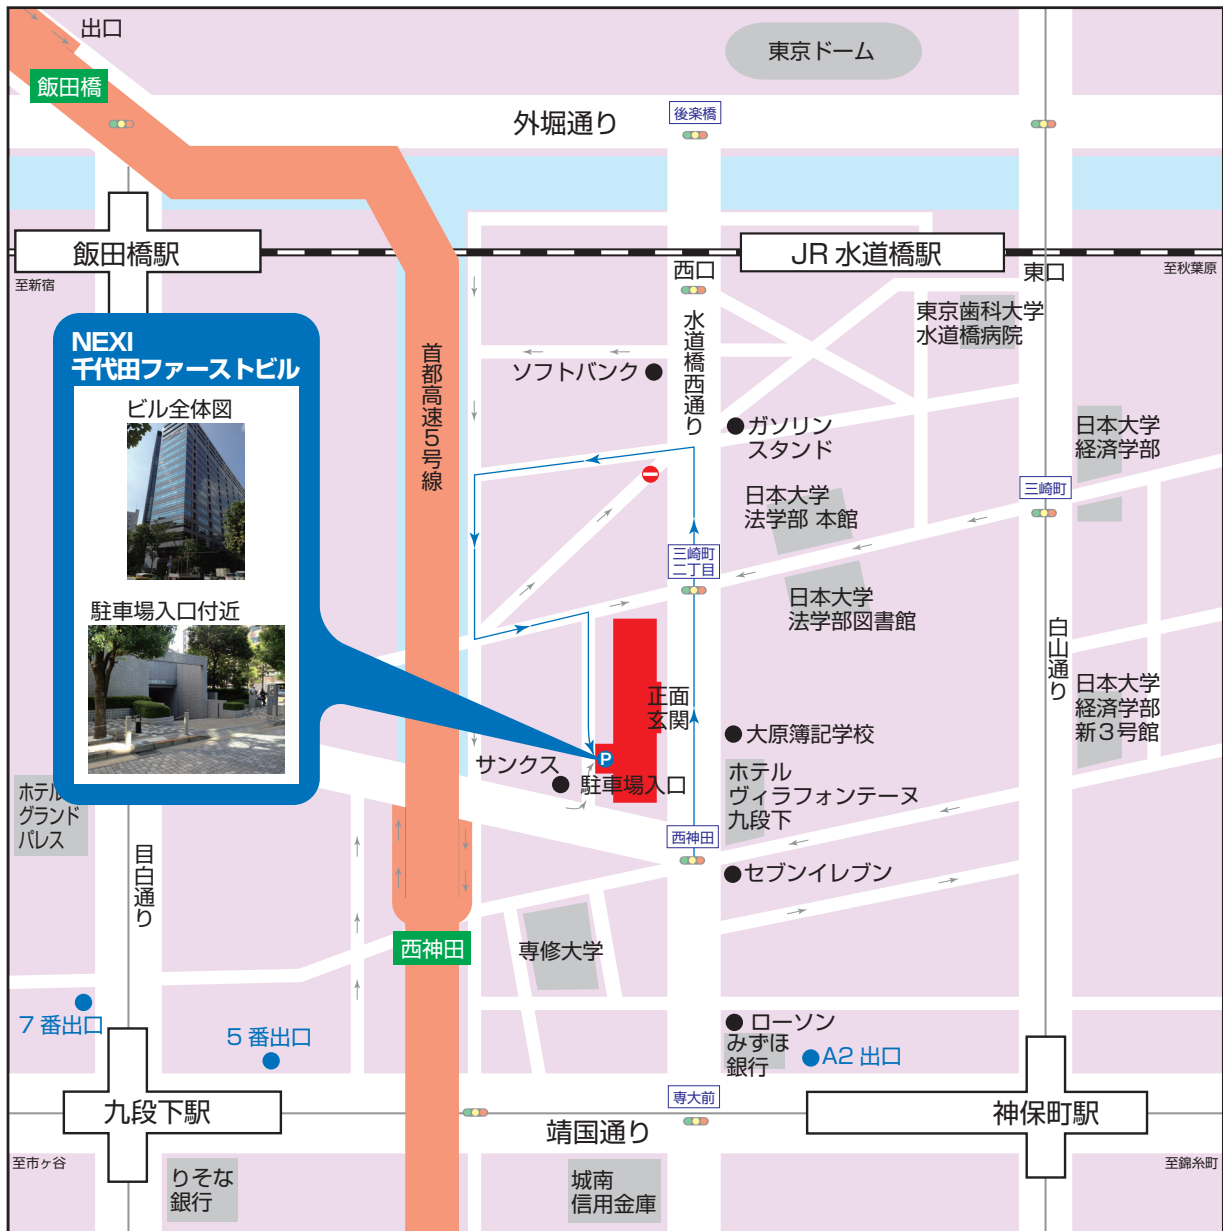 出口
飯田橋
東京ドーム
外堀通り
後楽橋
飯田橋駅
JR 水道橋駅
至新宿
西口
東口
至秋葉原
東京歯科大学
水道橋病院
NEXI
千代田ファーストビル
ビル全体図
駐車場入口付近
首都高速5号線
水道橋西通り
ソフトバンク
ガソリン
スタンド
日本大学
経済学部
三崎町
日本大学
法学部 本館
三崎町
二丁目
日本大学
法学部図書館
白山通り
正面
玄関
日本大学
経済学部
新3号館
大原簿記学校
サンクス
P
駐車場入口
ホテル
ヴィラフォンテーヌ
九段下
ホテル
グランド
パレス
西神田
目白通り
セブンイレブン
西神田
専修大学
7 番出口
5 番出口
ローソン
みずほ
銀行
A2 出口
専大前
九段下駅
神保町駅
靖国通り
至市ヶ谷
至錦糸町
りそな
銀行
城南
信用金庫